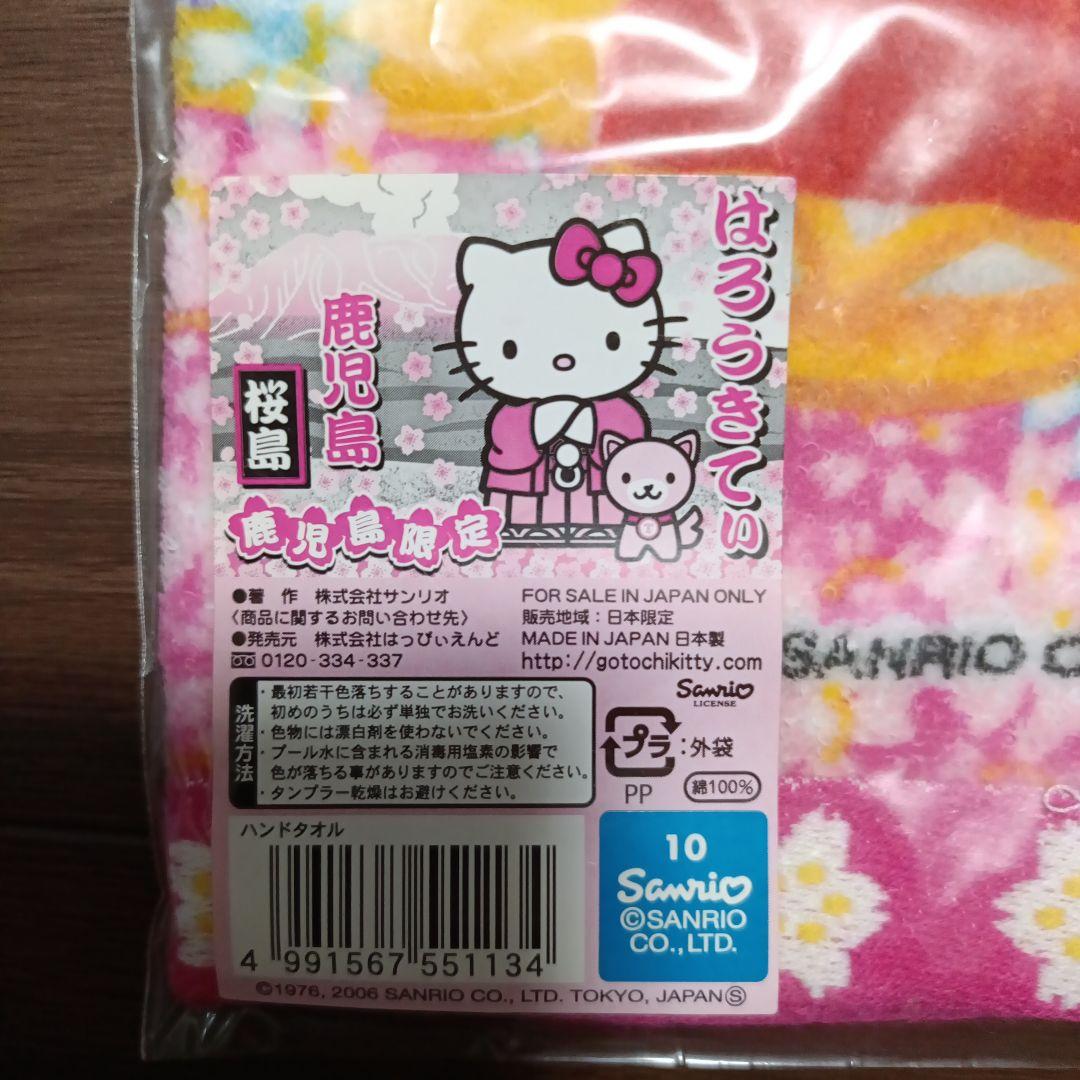 はろうきてぃ
鹿児島
桜島
鹿児島限定
●著 作 株式会社サンリオ
〈商品に関するお問い合わせ先〉
●発売元 株式会社はっぴぃえんど
0120-334-337
FOR SALE IN JAPAN ONLY
販売地域：日本限定
MADE IN JAPAN 日本製
http://gotochikitty.com
洗濯方法
・最初若干色落ちすることがありますので、
初めのうちは必ず単独でお洗いください。
・色物には漂白剤を使わないでください。
・プール水に含まれる消毒用塩素の影響で
色が落ちる事がありますのでご注意ください。
・タンブラー乾燥はお避けください。
Sanrio
LICENSE
プラ：外袋
PP
綿100%
ハンドタオル
4 991567 551134
10
Sanrio
©SANRIO
CO.,LTD.
©1976, 2006 SANRIO CO., LTD. TOKYO, JAPANⓈ
SANRIO C